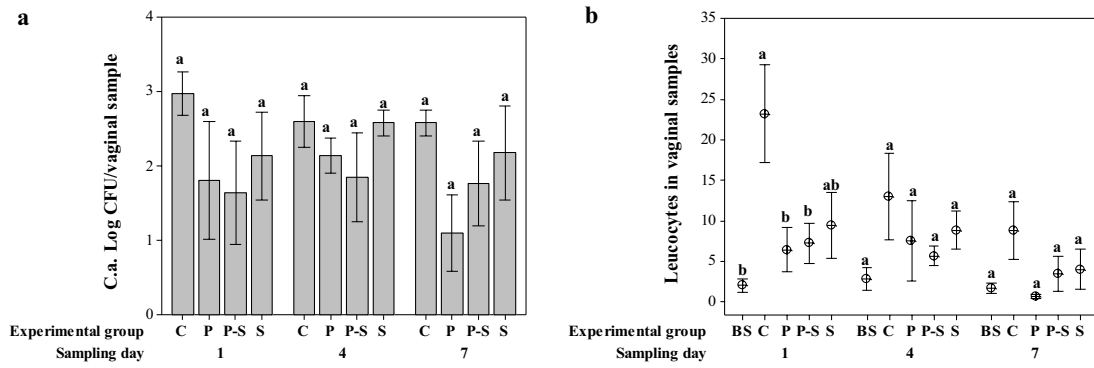 a
C.a. Log CFU/vaginal sample
4
3
2
1
0
a a a a a a a a a a a a
Experimental group C P P-S S C P P-S S C P P-S S
Sampling day 1 4 7
b
Leucocytes in vaginal samples
35
30
25
20
15
10
5
0
b a b b ab a a a a a a a a a a
Experimental group BS C P P-S S BS C P P-S S BS C P P-S S
Sampling day 1 4 7